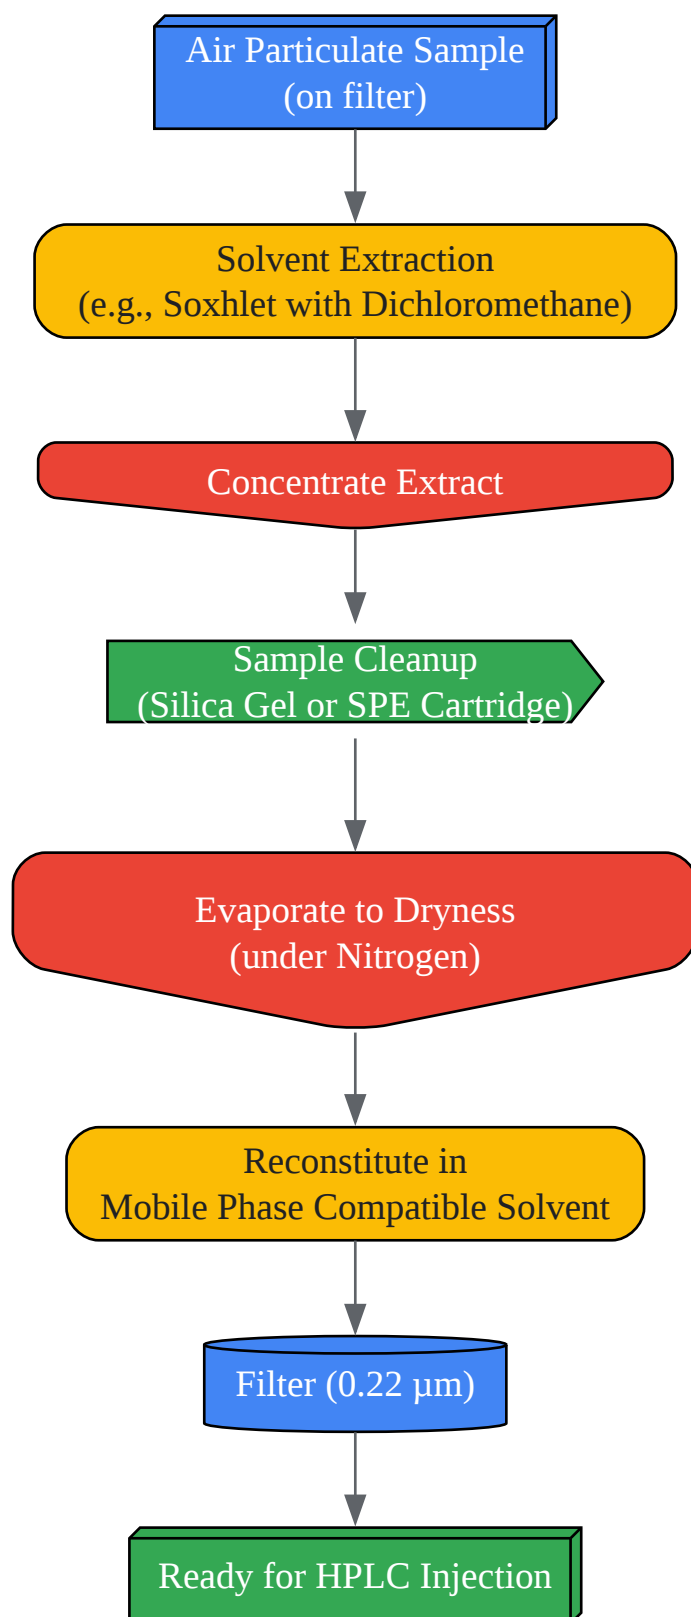 Air Particulate Sample
(on filter)
Solvent Extraction
(e.g., Soxhlet with Dichloromethane)
Concentrate Extract
Sample Cleanup
(Silica Gel or SPE Cartridge)
Evaporate to Dryness
(under Nitrogen)
Reconstitute in
Mobile Phase Compatible Solvent
Filter (0.22 µm)
Ready for HPLC Injection